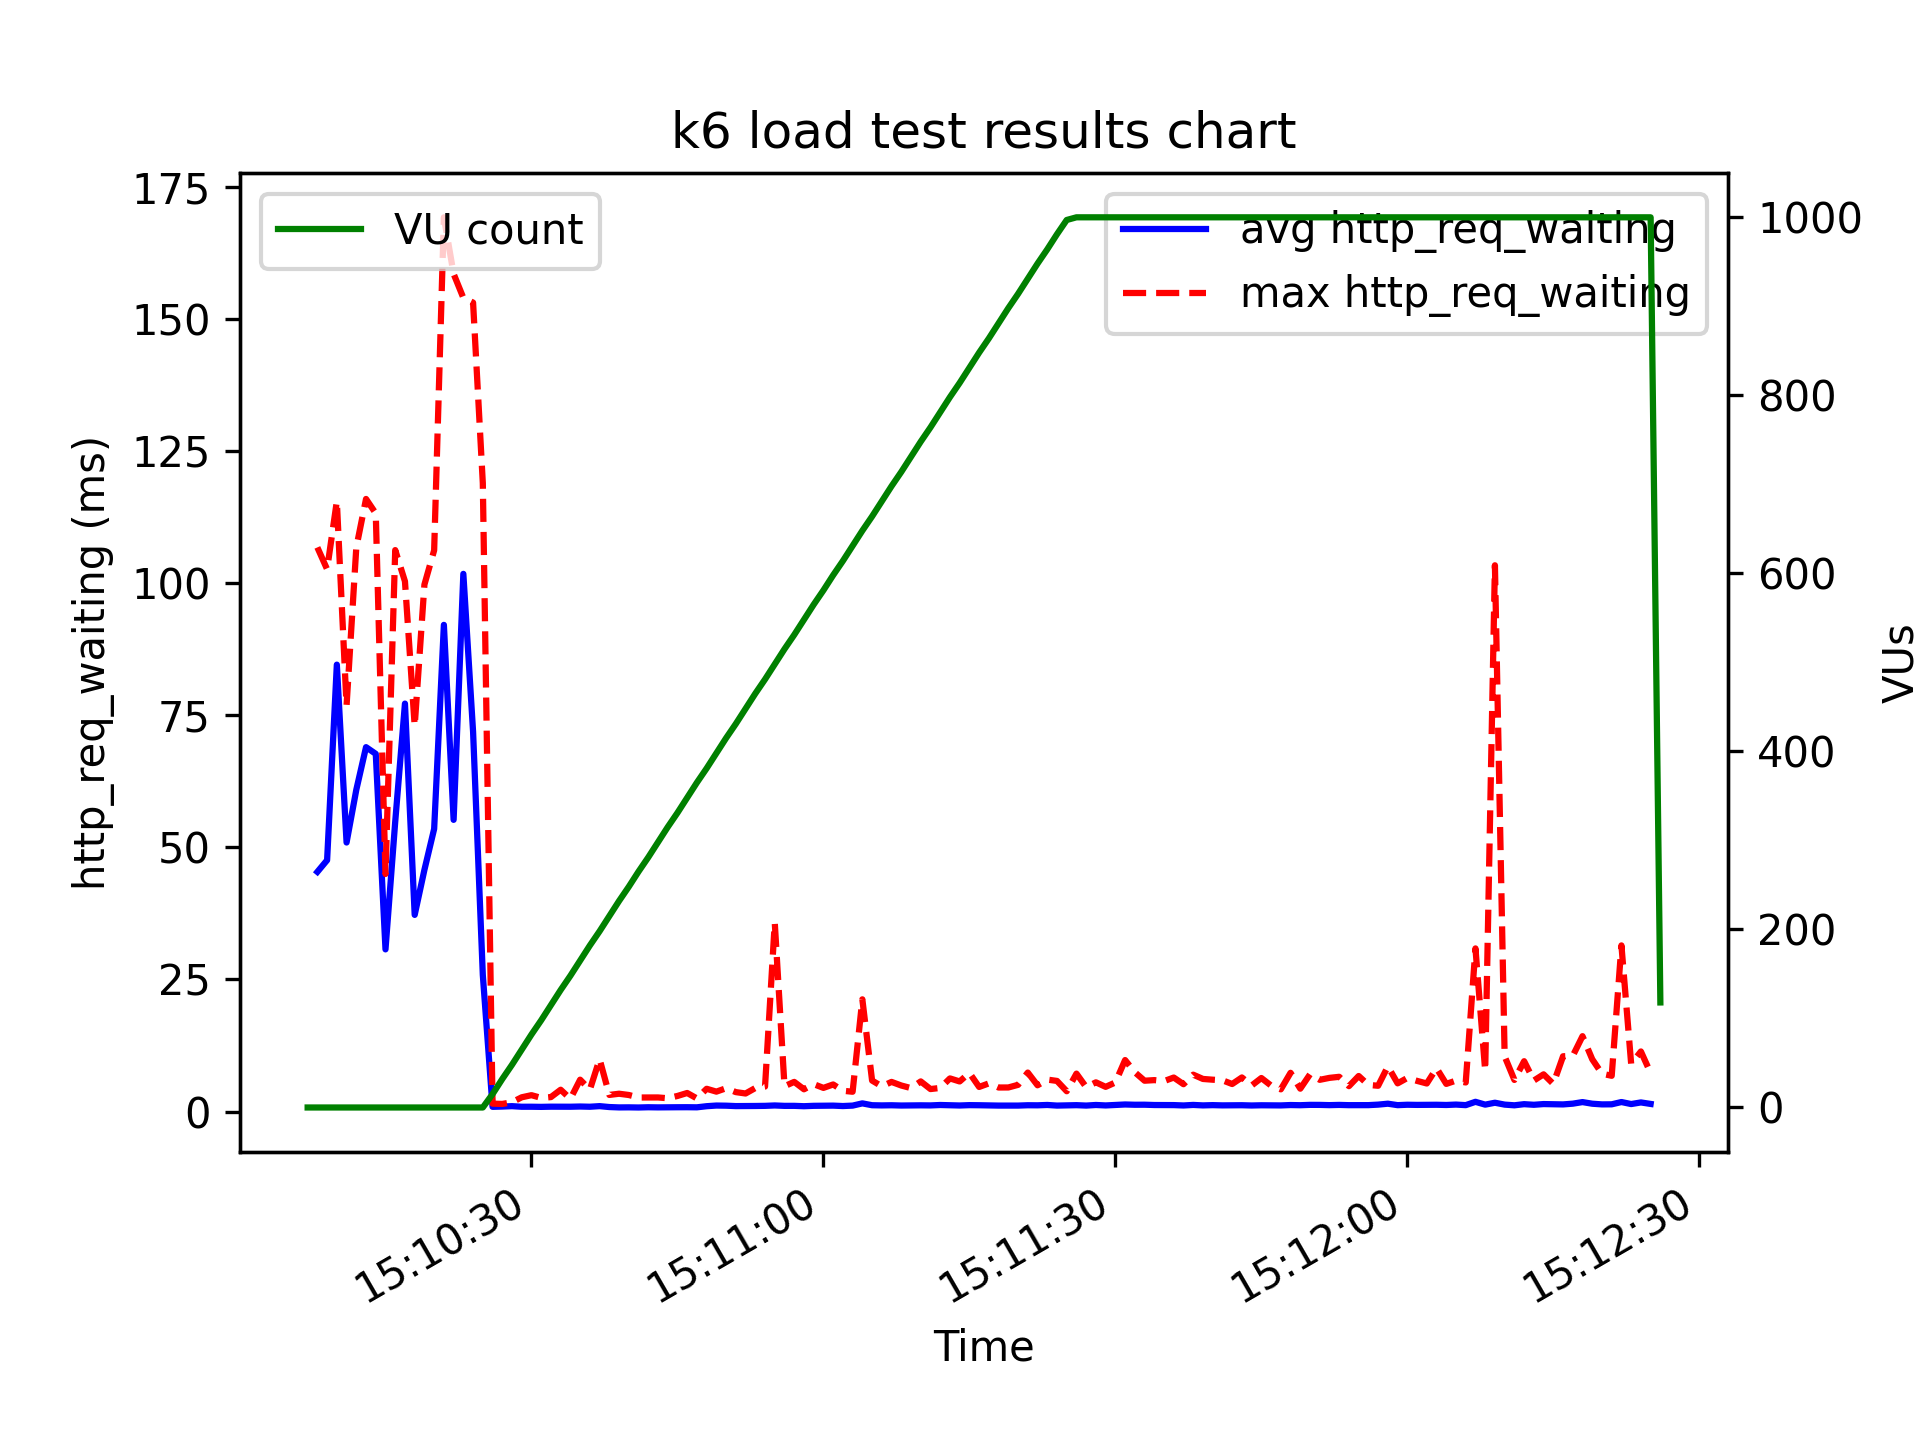 k6 load test results chart
VU count
avg http_req_waiting
max http_req_waiting
http_req_waiting (ms)
175
150
125
100
75
50
25
0
1000
800
600
400
200
0
VUs
15:10:30
15:11:00
15:11:30
15:12:00
15:12:30
Time